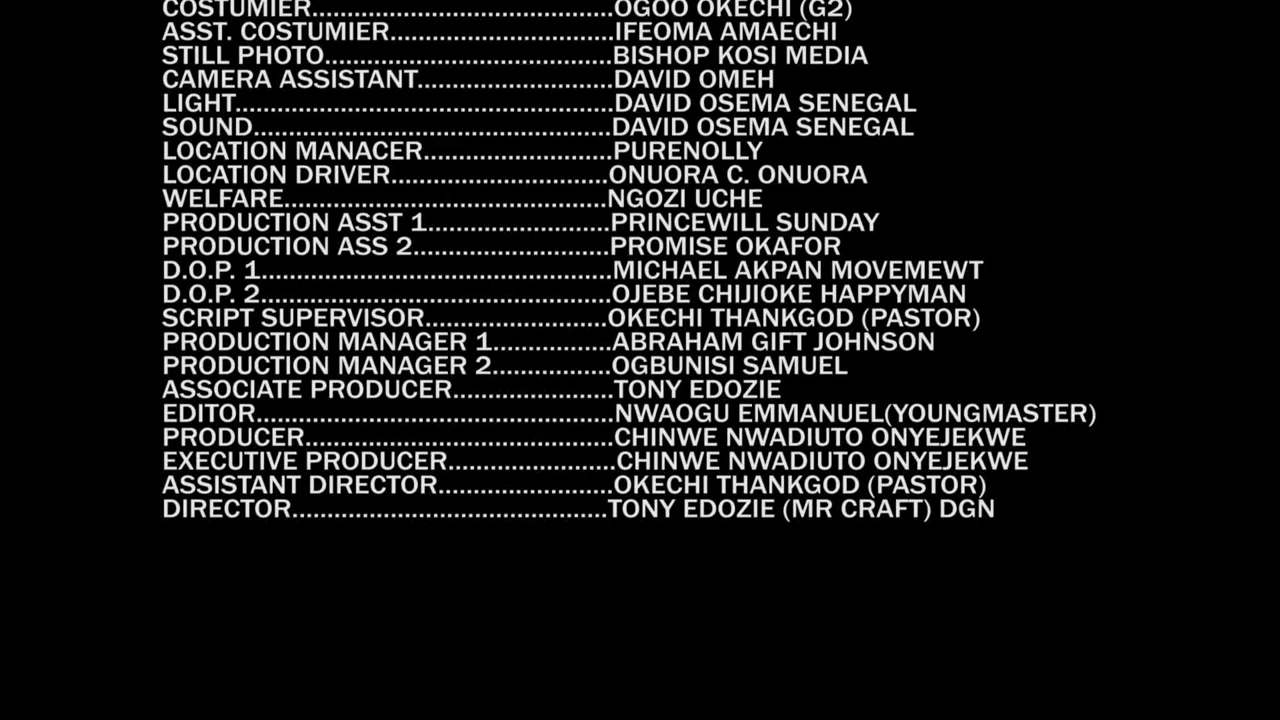 COSTUMIER...........................................OGOO OKECHI (G2)
ASST. COSTUMIER................................IFEOMA AMAECHI
STILL PHOTO.........................................BISHOP KOSI MEDIA
CAMERA ASSISTANT............................DAVID OMEH
LIGHT......................................................DAVID OSEMA SENEGAL
SOUND...................................................DAVID OSEMA SENEGAL
LOCATION MANACER...........................PURENOLLY
LOCATION DRIVER...............................ONUORA C. ONUORA
WELFARE..............................................NGOZI UCHE
PRODUCTION ASST 1..........................PRINCEWILL SUNDAY
PRODUCTION ASS 2............................PROMISE OKAFOR
D.O.P. 1..................................................MICHAEL AKPAN MOVEMEWT
D.O.P. 2..................................................OJEBE CHIJIOKE HAPPYMAN
SCRIPT SUPERVISOR..........................OKECHI THANKGOD (PASTOR)
PRODUCTION MANAGER 1.................ABRAHAM GIFT JOHNSON
PRODUCTION MANAGER 2.................OGBUNISI SAMUEL
ASSOCIATE PRODUCER.......................TONY EDOZIE
EDITOR...................................................NWAOGU EMMANUEL(YOUNGMASTER)
PRODUCER............................................CHINWE NWADIUTO ONYEJEKWE
EXECUTIVE PRODUCER........................CHINWE NWADIUTO ONYEJEKWE
ASSISTANT DIRECTOR.........................OKECHI THANKGOD (PASTOR)
DIRECTOR.............................................TONY EDOZIE (MR CRAFT) DGN